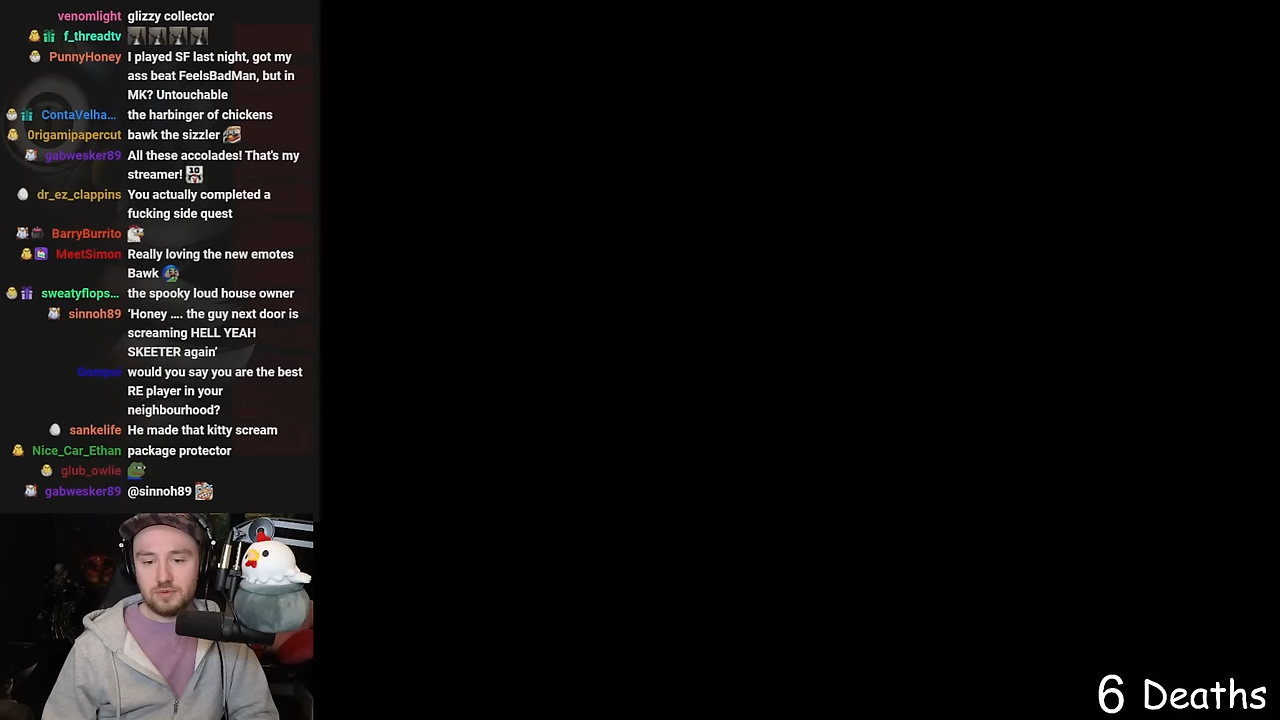 venomlight glizzy collector
f_threadtv
PunnyHoney I played SF last night, got my
ass beat FeelsBadMan, but in
MK? Untouchable
ContaVelha... the harbinger of chickens
0rigamipapercut bawk the sizzler
gabwesker89 All these accolades! That's my
streamer!
dr_ez_clappins You actually completed a
fucking side quest
BarryBurrito
MeetSimon Really loving the new emotes
Bawk
sweatyflops... the spooky loud house owner
sinnoh89 ‘Honey .... the guy next door is
screaming HELL YEAH
SKEETER again’
would you say you are the best
RE player in your
neighbourhood?
sankelife He made that kitty scream
Nice_Car_Ethan package protector
glub_owlie
gabwesker89 @sinnoh89
6 Deaths